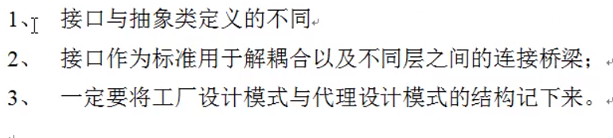 1、 接口与抽象类定义的不同
2、 接口作为标准用于解耦合以及不同层之间的连接桥梁；
3、 一定要将工厂设计模式与代理设计模式的结构记下来。